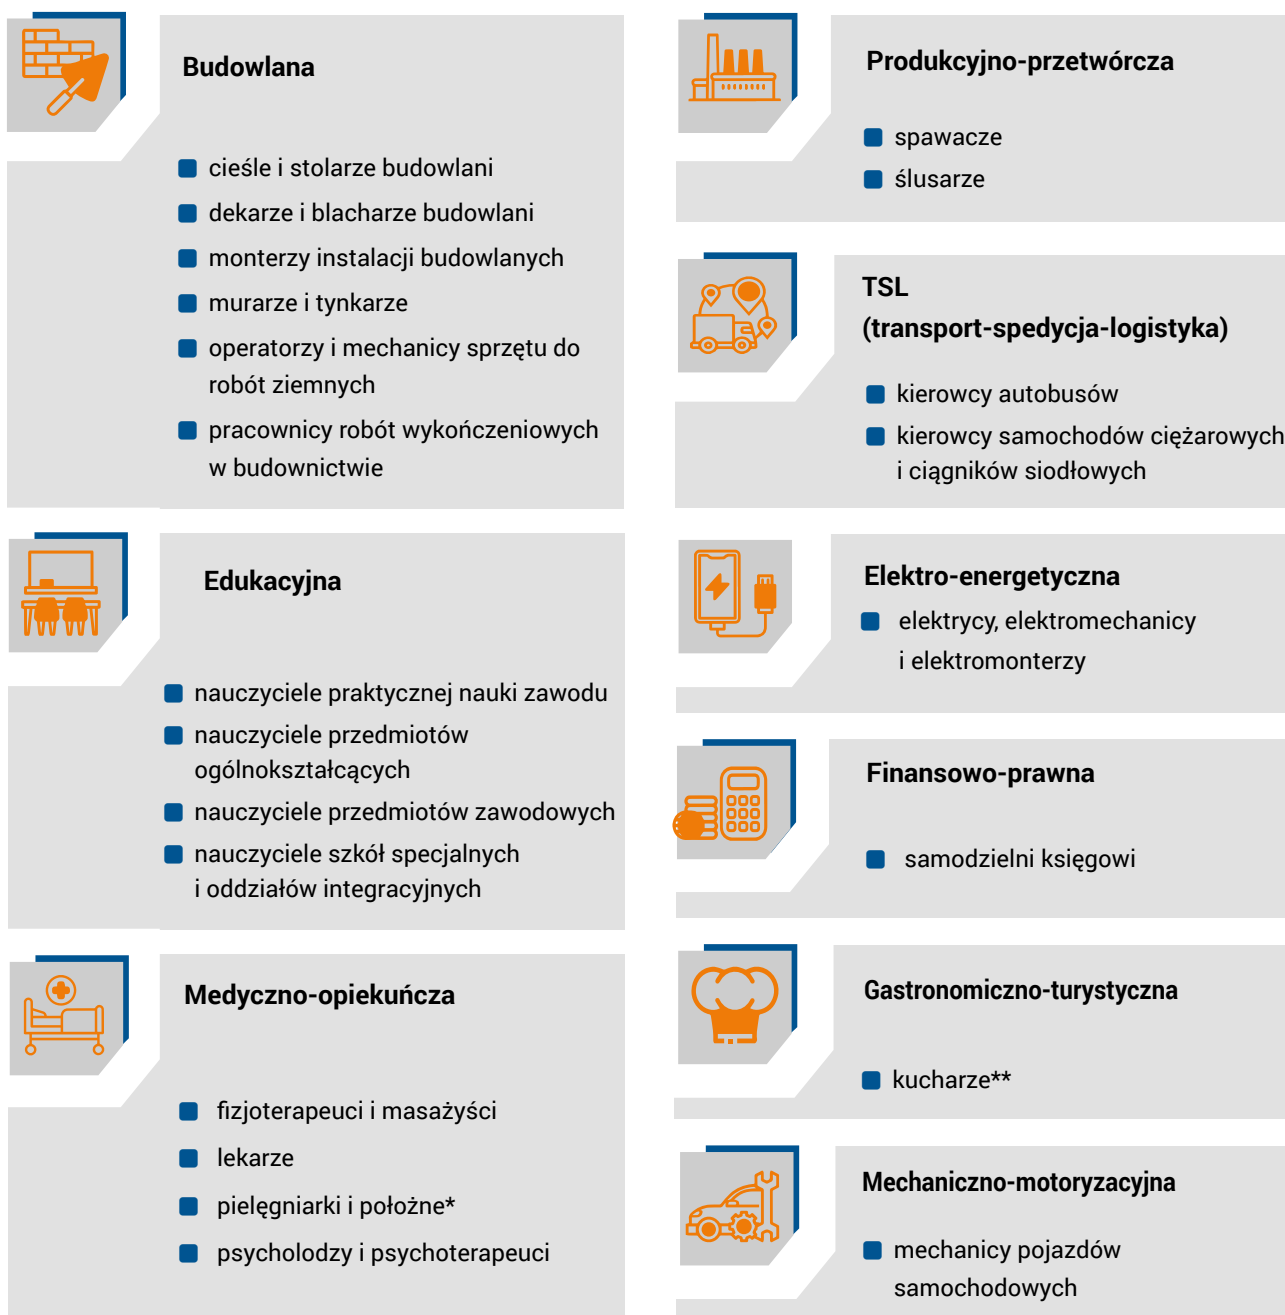 Budowlana
cieśle i stolarze budowlani
dekarze i blacharze budowlani
monterzy instalacji budowlanych
murarze i tynkarze
operatorzy i mechanicy sprzętu do
robót ziemnych
pracownicy robót wykończeniowych
w budownictwie
Edukacyjna
nauczyciele praktycznej nauki zawodu
nauczyciele przedmiotów
ogólnokształcących
nauczyciele przedmiotów zawodowych
nauczyciele szkół specjalnych
i oddziałów integracyjnych
Medyczno-opiekuńcza
fizjoterapeuci i masażyści
lekarze
pielęgniarki i położne*
psycholodzy i psychoterapeuci
Produkcyjno-przetwórcza
spawacze
ślusarze
TSL
(transport-spedycja-logistyka)
kierowcy autobusów
kierowcy samochodów ciężarowych
i ciągników siodłowych
Elektro-energetyczna
elektrycy, elektromechanicy
i elektromonterzy
Finansowo-prawna
samodzielni księgowi
Gastronomiczno-turystyczna
kucharze**
Mechaniczno-motoryzacyjna
mechanicy pojazdów
samochodowych